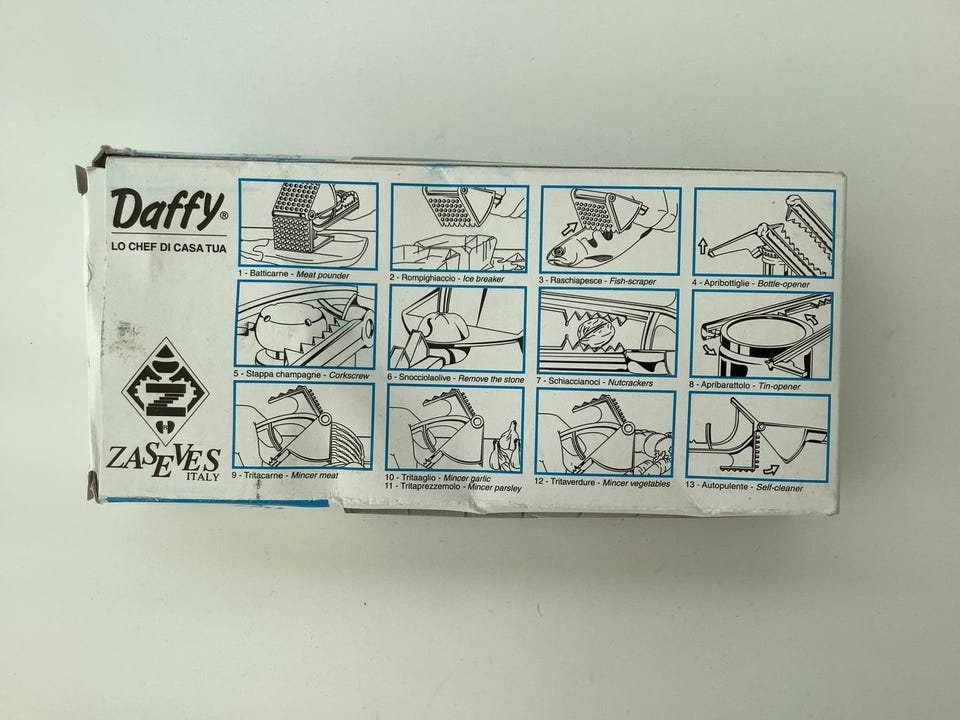 Daffy®
LO CHEF DI CASA TUA
1 - Batticarne - Meat pounder
2 - Rompighiaccio - Ice breaker
3 - Raschiapesce - Fish-scraper
4 - Apribottiglie - Bottle-opener
5 - Stappa champagne - Corkscrew
6 - Snocciolaolive - Remove the stone
7 - Schiaccianoci - Nutcrackers
8 - Apribarattolo - Tin-opener
9 - Tritacarne - Mincer meat
10 - Tritaaglio - Mincer garlic
11 - Tritaprezzemolo - Mincer parsley
12 - Tritaverdure - Mincer vegetables
13 - Autopulente - Self-cleaner
Z
ZASEVES
ITALY